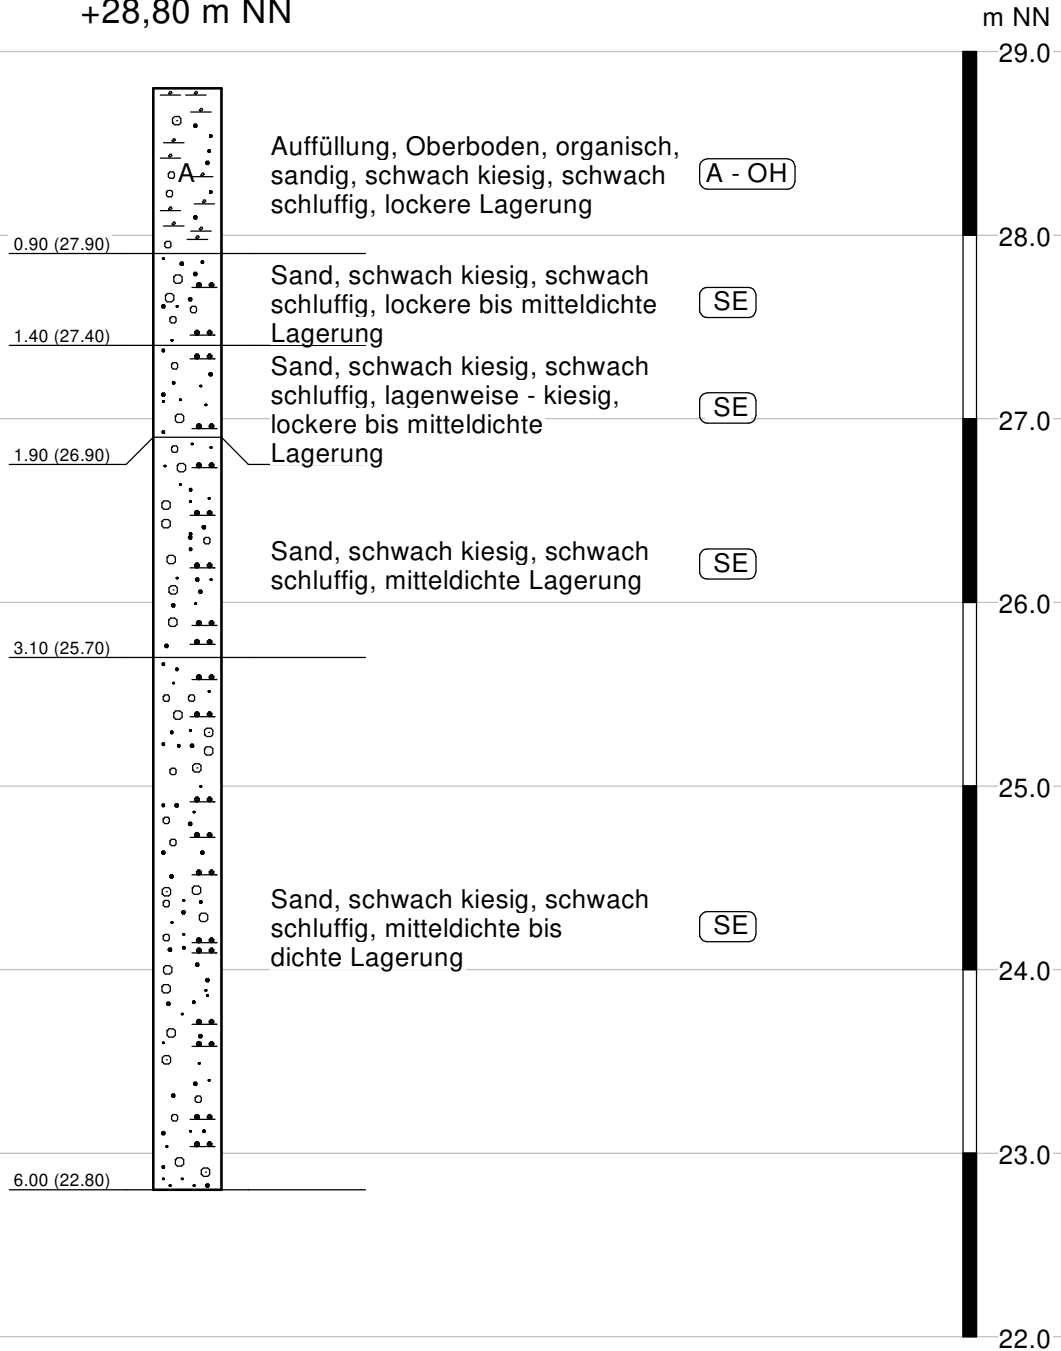 +28,80 m NN
m NN
29.0
Auffüllung, Oberboden, organisch,
sandig, schwach kiesig, schwach
schluffig, lockere Lagerung
A - OH
A
28.0
0.90 (27.90)
Sand, schwach kiesig, schwach
schluffig, lockere bis mitteldichte
Lagerung
SE
1.40 (27.40)
Sand, schwach kiesig, schwach
schluffig, lagenweise - kiesig,
lockere bis mitteldichte
Lagerung
SE
27.0
1.90 (26.90)
Sand, schwach kiesig, schwach
schluffig, mitteldichte Lagerung
SE
26.0
3.10 (25.70)
25.0
Sand, schwach kiesig, schwach
schluffig, mitteldichte bis
dichte Lagerung
SE
24.0
23.0
6.00 (22.80)
22.0